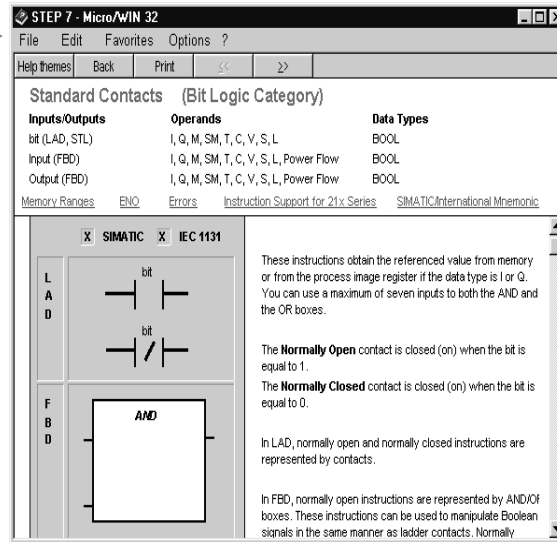 STEP 7 - Micro/WIN 32
File Edit Favorites Options ?
Help themes Back Print << >>
Standard Contacts (Bit Logic Category)
Inputs/Outputs Operands Data Types
bit (LAD, STL) I, Q, M, SM, T, C, V, S, L BOOL
Input (FBD) I, Q, M, SM, T, C, V, S, L, Power Flow BOOL
Output (FBD) I, Q, M, SM, T, C, V, S, L, Power Flow BOOL
Memory Ranges ENO Errors Instruction Support for 21x Series SIMATIC/International Mnemonic
X SIMATIC X IEC 1131
L
A
D
bit
bit
F
B
D
AND
These instructions obtain the referenced value from memory
or from the process image register if the data type is I or Q.
You can use a maximum of seven inputs to both the AND and
the OR boxes.
The Normally Open contact is closed (on) when the bit is
equal to 1.
The Normally Closed contact is closed (on) when the bit is
equal to 0.
In LAD, normally open and normally closed instructions are
represented by contacts.
In FBD, normally open instructions are represented by AND/
boxes. These instructions can be used to manipulate Boolean
signals in the same manner as ladder contacts. Normally